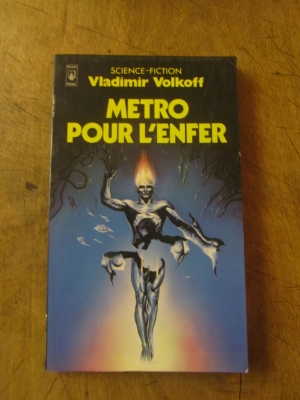 SCIENCE-FICTION
Vladimir Volkoff
METRO
POUR L'ENFER